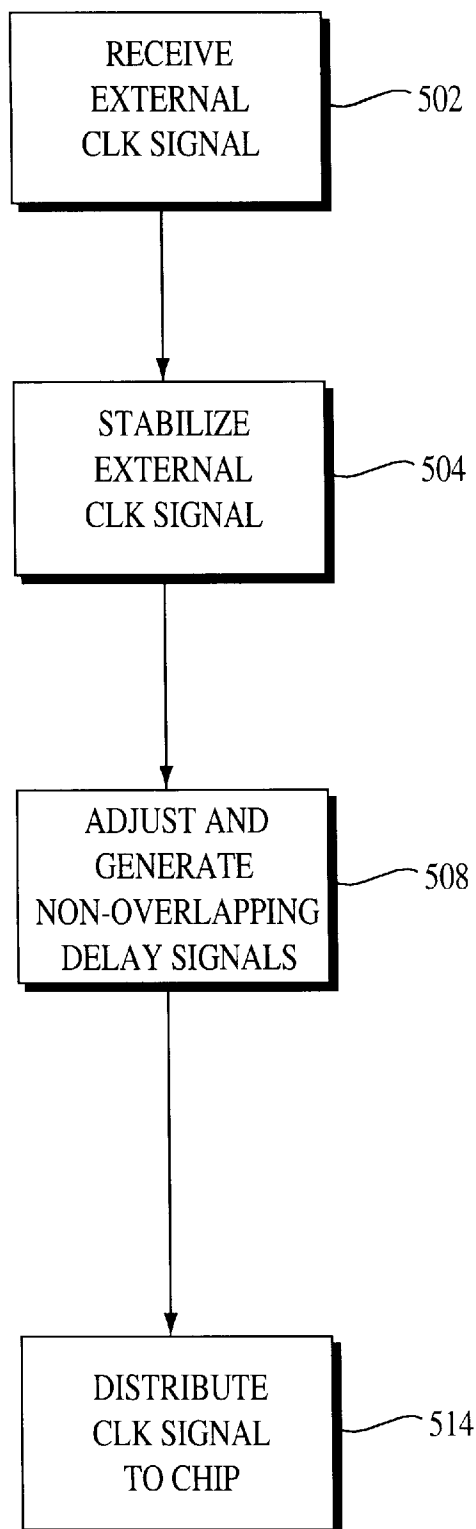 RECEIVE
EXTERNAL
CLK SIGNAL
502
STABILIZE
EXTERNAL
CLK SIGNAL
504
ADJUST AND
GENERATE
NON-OVERLAPPING
DELAY SIGNALS
508
DISTRIBUTE
CLK SIGNAL
TO CHIP
514